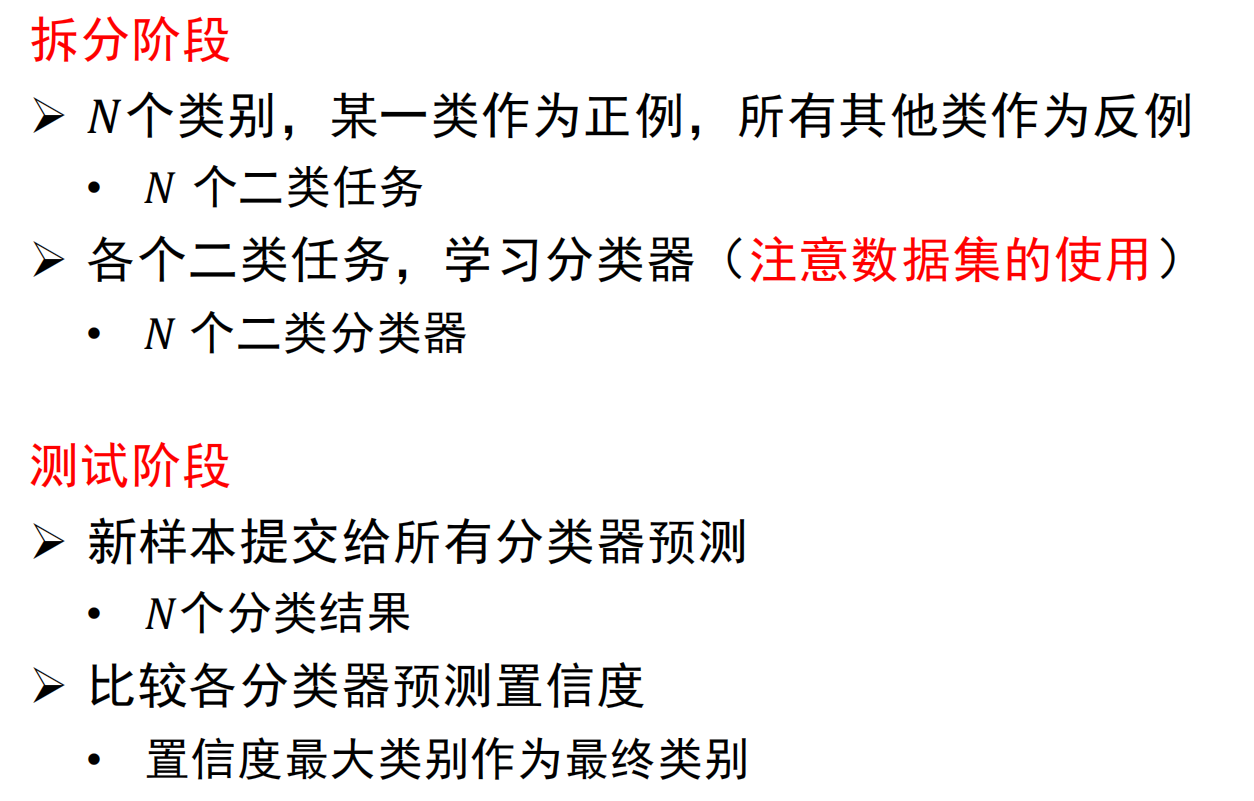 拆分阶段
➢ N个类别，某一类作为正例，所有其他类作为反例
• N 个二类任务
➢ 各个二类任务，学习分类器（注意数据集的使用）
• N 个二类分类器
测试阶段
➢ 新样本提交给所有分类器预测
• N个分类结果
➢ 比较各分类器预测置信度
• 置信度最大类别作为最终类别